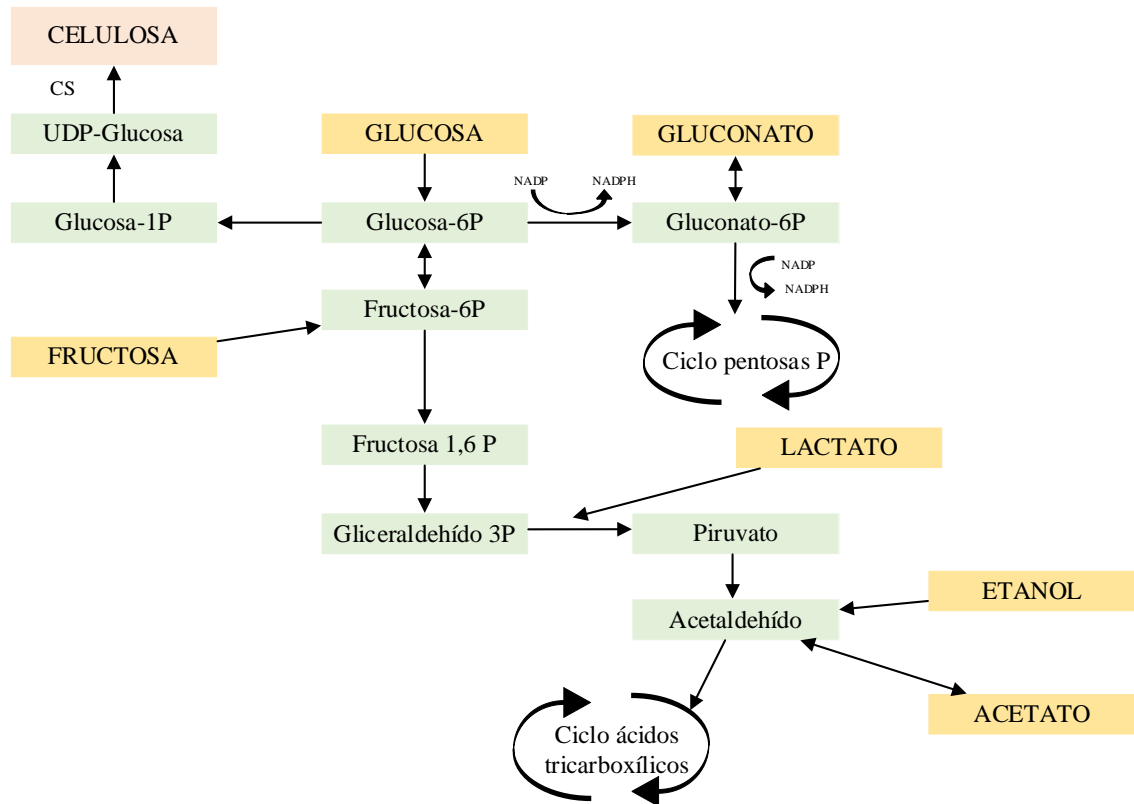 CELULOSA
CS
UDP-Glucosa
GLUCOSA
GLUCONATO
NADP
NADPH
Glucosa-1P
Glucosa-6P
Gluconato-6P
NADP
NADPH
Fructosa-6P
FRUCTOSA
Ciclo pentosas P
Fructosa 1,6 P
LACTATO
Gliceraldehído 3P
Piruvato
ETANOL
Acetaldehído
ACETATO
Ciclo ácidos
tricarboxílicos